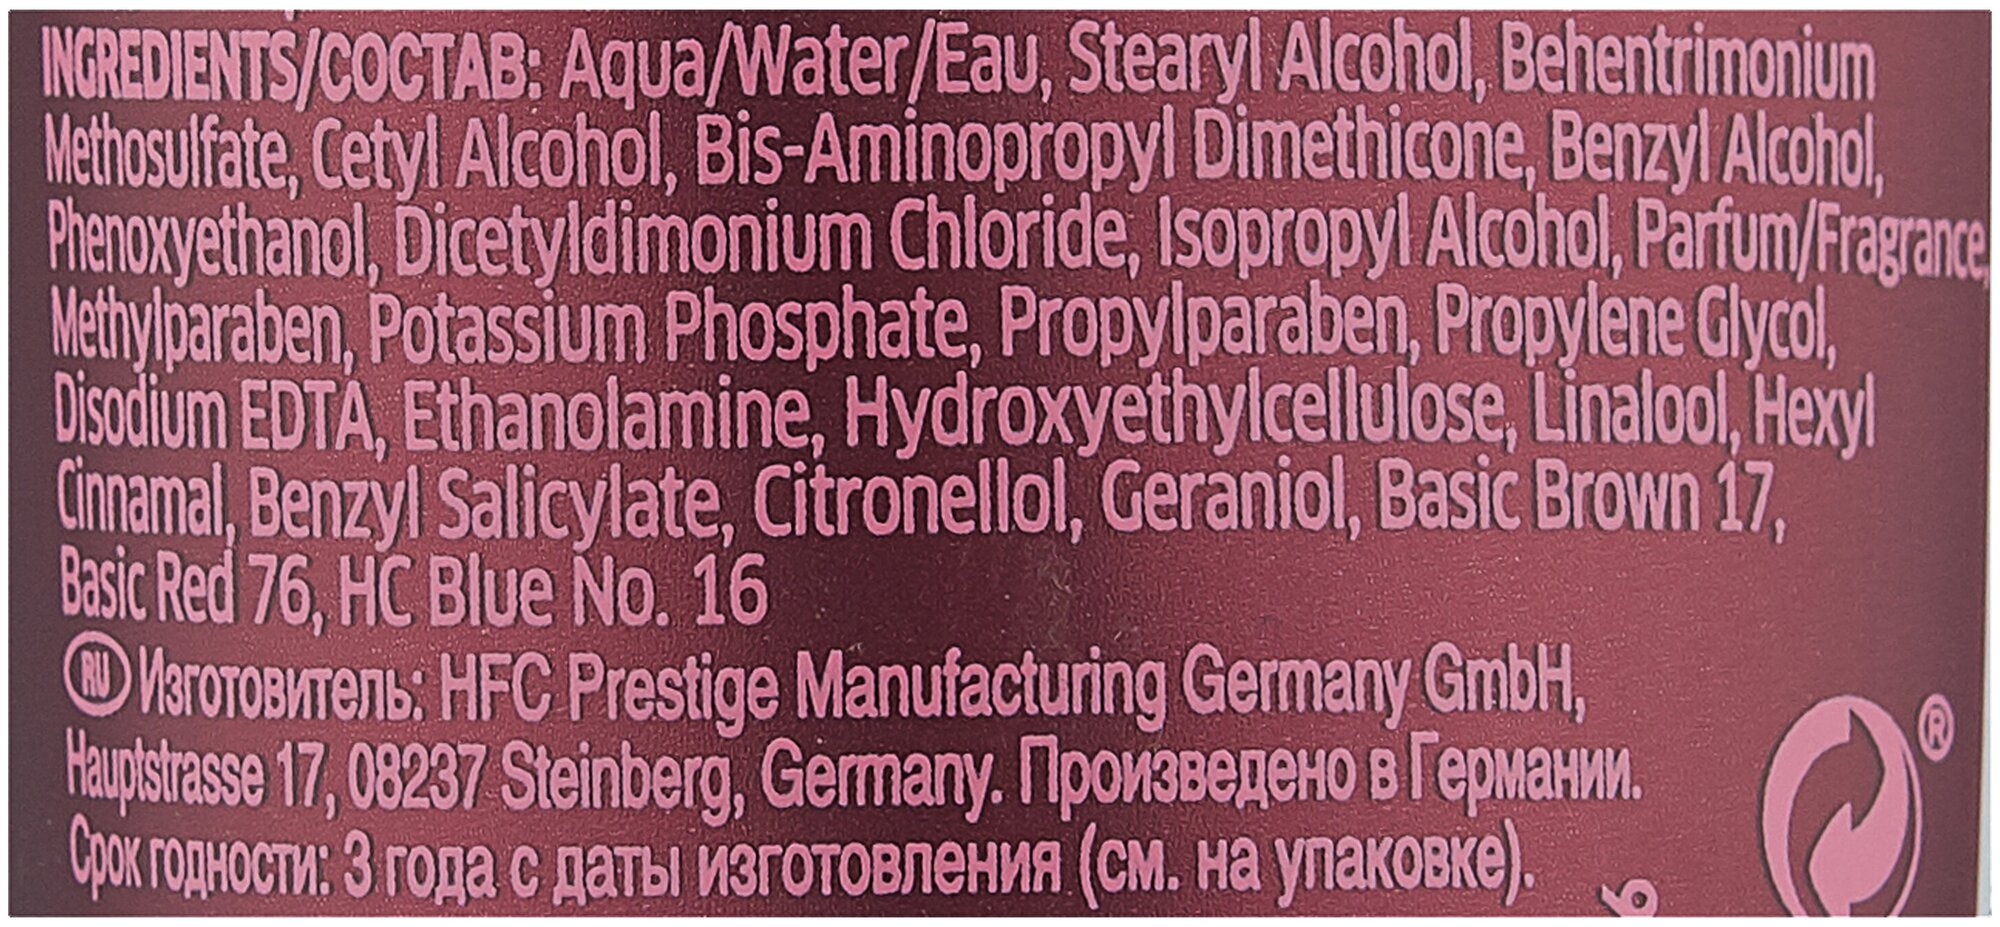 INGREDIENTS/СОСТАВ: Aqua/Water/Eau, Stearyl Alcohol, Behentrimonium
Methosulfate, Cetyl Alcohol, Bis-Aminopropyl Dimethicone, Benzyl Alcohol,
Phenoxyethanol, Dicetyldimonium Chloride, Isopropyl Alcohol, Parfum/Fragrance,
Methylparaben, Potassium Phosphate, Propylparaben, Propylene Glycol,
Disodium EDTA, Ethanolamine, Hydroxyethylcellulose, Linalool, Hexyl
Cinnamal, Benzyl Salicylate, Citronellol, Geraniol, Basic Brown 17,
Basic Red 76, HC Blue No. 16
RU Изготовитель: HFC Prestige Manufacturing Germany GmbH,
Hauptstrasse 17, 08237 Steinberg, Germany. Произведено в Германии.
Срок годности: 3 года с даты изготовления (см. на упаковке).
®